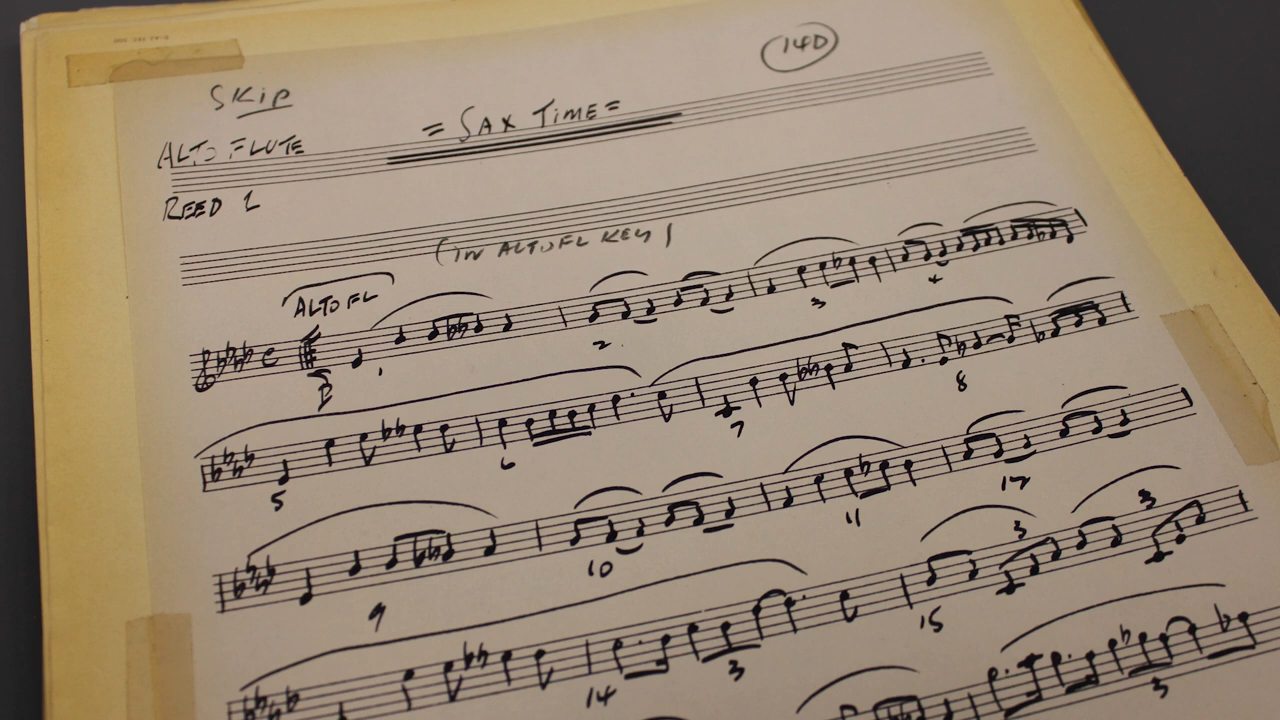 140
SKIP
= SAX TIME =
ALTO FLUTE
REED 1
(IN ALTO FL KEY)
ALTO FL
1 2 3 4
5 6 7 8
9 10 11 12
14 3 15 3 3
3